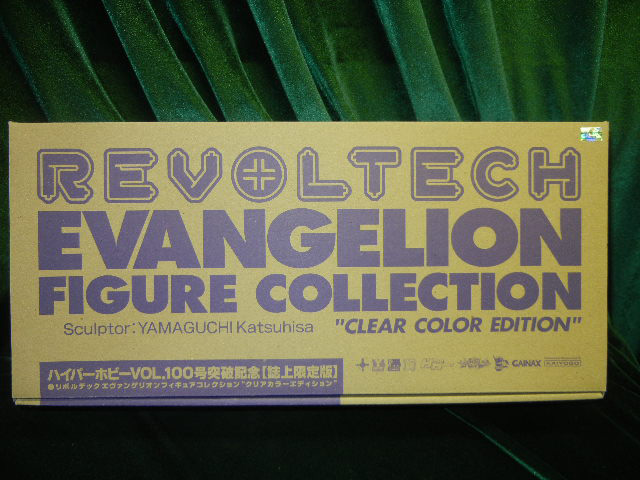 REVOLTECH
EVANGELION
FIGURE COLLECTION
Sculptor:YAMAGUCHI Katsuhisa "CLEAR COLOR EDITION"
ハイパーホビーVOL.100号突破記念【誌上限定版】
●リボルテックエヴァンゲリオンフィギュアコレクション"クリアカラーエディション"
GAINAX KAIYODO